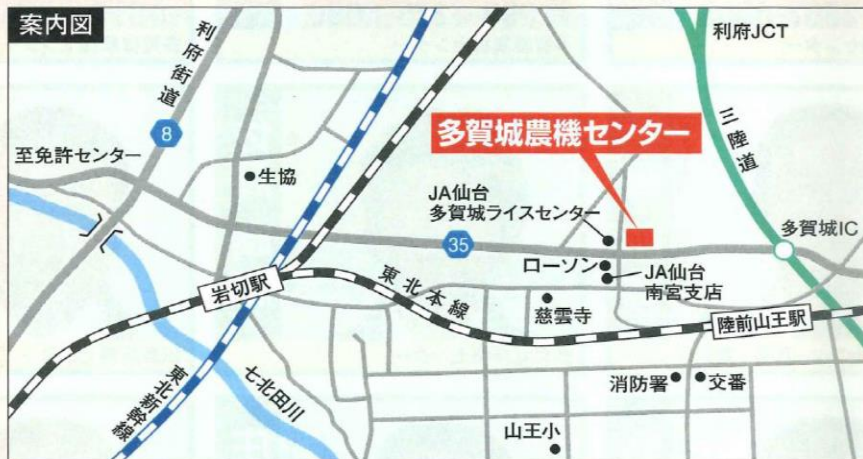 案内図
利府街道
8
至免許センター
生協
利府JCT
三陸道
多賀城農機センター
JA仙台
多賀城ライスセンター
35
多賀城IC
ローソン
JA仙台
南宮支店
岩切駅
東北本線
慈雲寺
陸前山王駅
東北新幹線
七北田川
消防署
交番
山王小